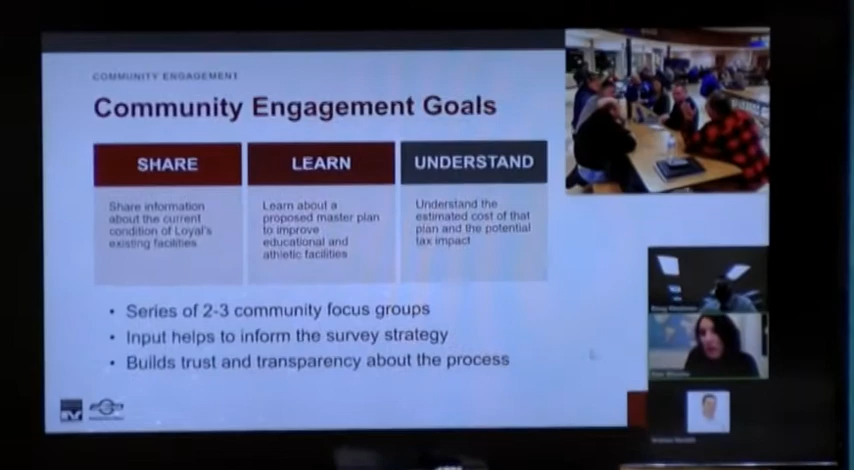 COMMUNITY ENGAGEMENT
Community Engagement Goals
SHARE
Share information
about the current
condition of Loyal's
existing facilities
LEARN
Learn about a
proposed master plan
to improve
educational and
athletic facilities
UNDERSTAND
Understand the
estimated cost of that
plan and the potential
tax impact
• Series of 2-3 community focus groups
• Input helps to inform the survey strategy
• Builds trust and transparency about the process